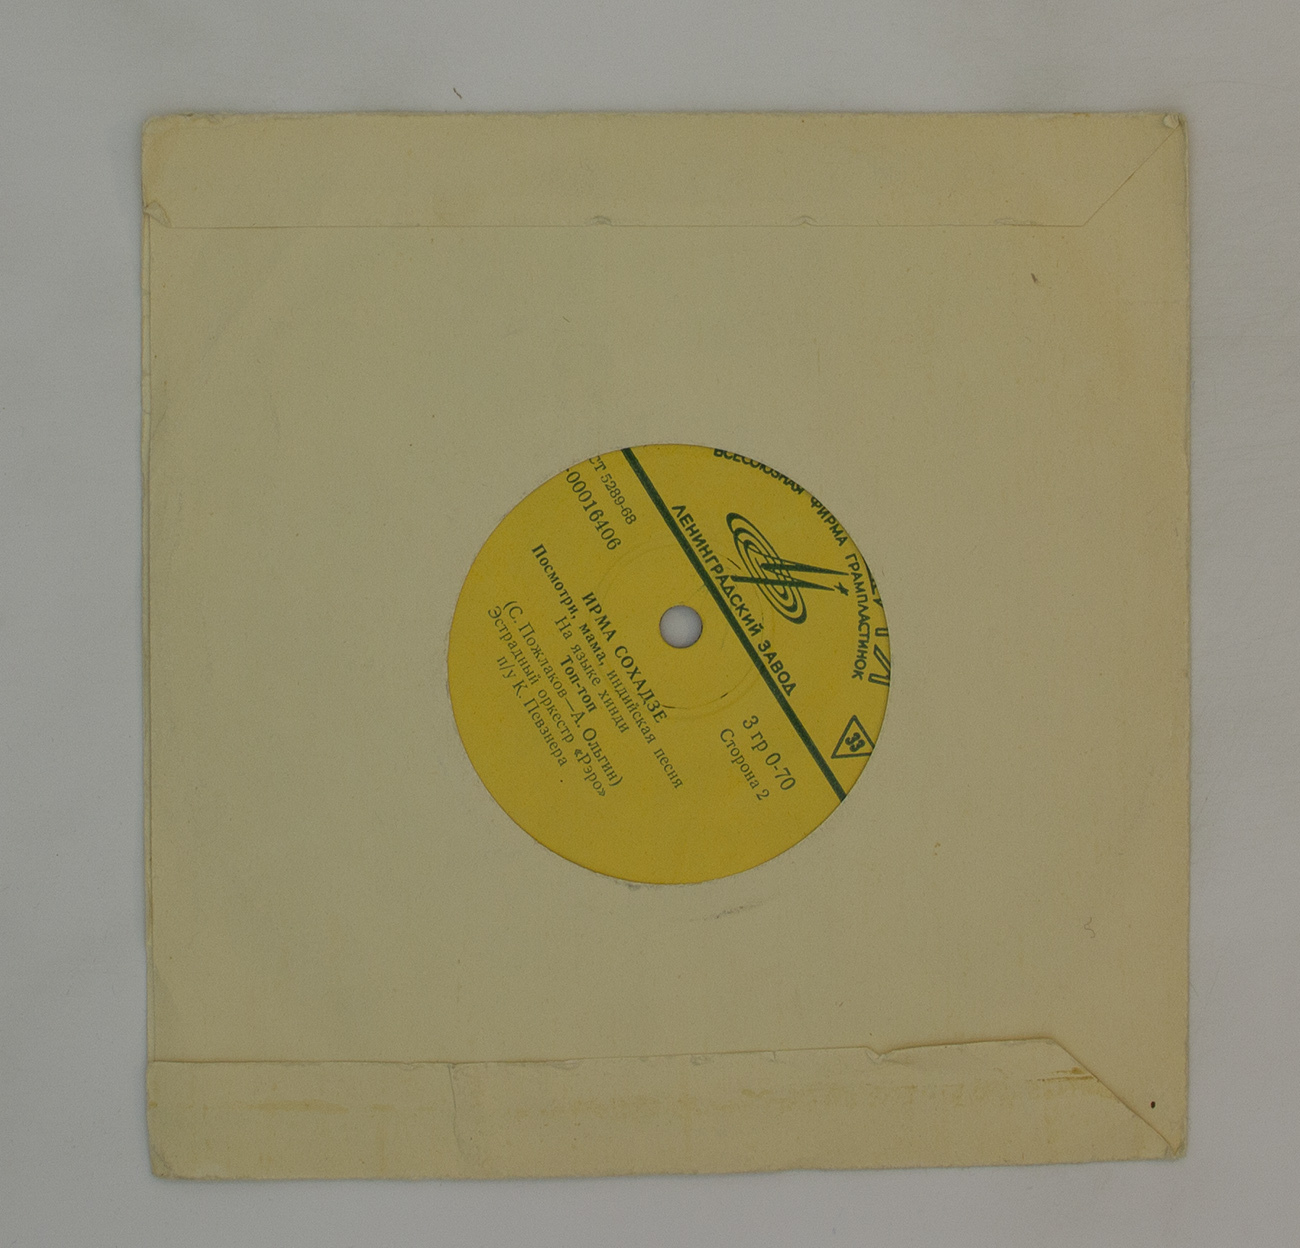 ВСЕСОЮЗНАЯ ФИРМА ГРАМПЛАСТИНОК
ЛЕНИНГРАДСКИЙ ЗАВОД
33
СТ 5289-68
3 гр 0-70
00016406
Сторона 2
ИРМА СОХАДЗЕ
Посмотри, мама, индийская песня
На языке хинди
Топ-топ
(С. Пожлаков—А. Ольгин)
Эстрадный оркестр «Рэро»
п/у К. Певзнера